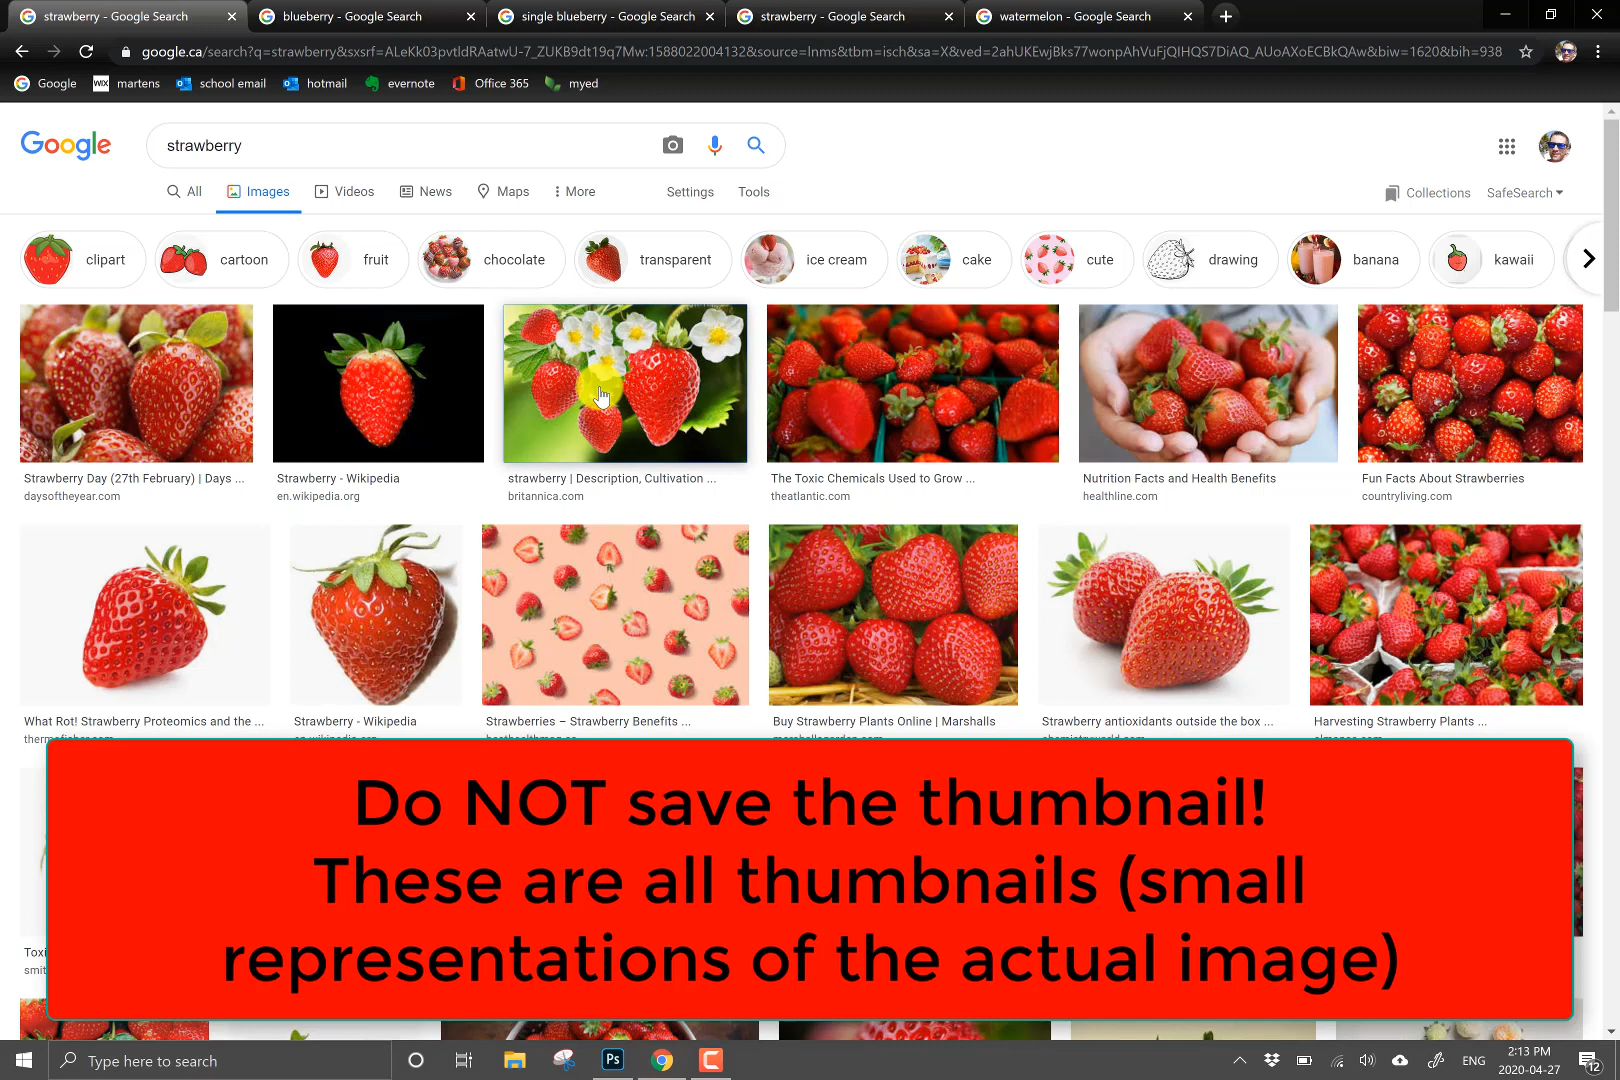 strawberry - Google Search
blueberry - Google Search
single blueberry - Google Search
strawberry - Google Search
watermelon - Google Search
google.ca/search?q=strawberry&sxsrf=ALeKk03pvtldRAatwU-7_ZUKB9dt19q7Mw:1588022004132&source=lnms&tbm=isch&sa=X&ved=2ahUKEwjBks77wonpAhVuFjQIHQS7DiAQ_AUoAXoECBkQAw&biw=1620&bih=938
Google
WIX martens
school email
hotmail
evernote
Office 365
myed
Google
strawberry
All
Images
Videos
News
Maps
More
Settings
Tools
Collections
SafeSearch
clipart
cartoon
fruit
chocolate
transparent
ice cream
cake
cute
drawing
banana
kawaii
Strawberry Day (27th February) | Days ...
daysoftheyear.com
Strawberry - Wikipedia
en.wikipedia.org
strawberry | Description, Cultivation ...
britannica.com
The Toxic Chemicals Used to Grow ...
theatlantic.com
Nutrition Facts and Health Benefits
healthline.com
Fun Facts About Strawberries
countryliving.com
What Rot! Strawberry Proteomics and the ...
Strawberry - Wikipedia
Strawberries – Strawberry Benefits ...
Buy Strawberry Plants Online | Marshalls
Strawberry antioxidants outside the box ...
Harvesting Strawberry Plants ...
Do NOT save the thumbnail!
These are all thumbnails (small
representations of the actual image)
Toxi
smit
Type here to search
Ps
ENG
2:13 PM
2020-04-27
12